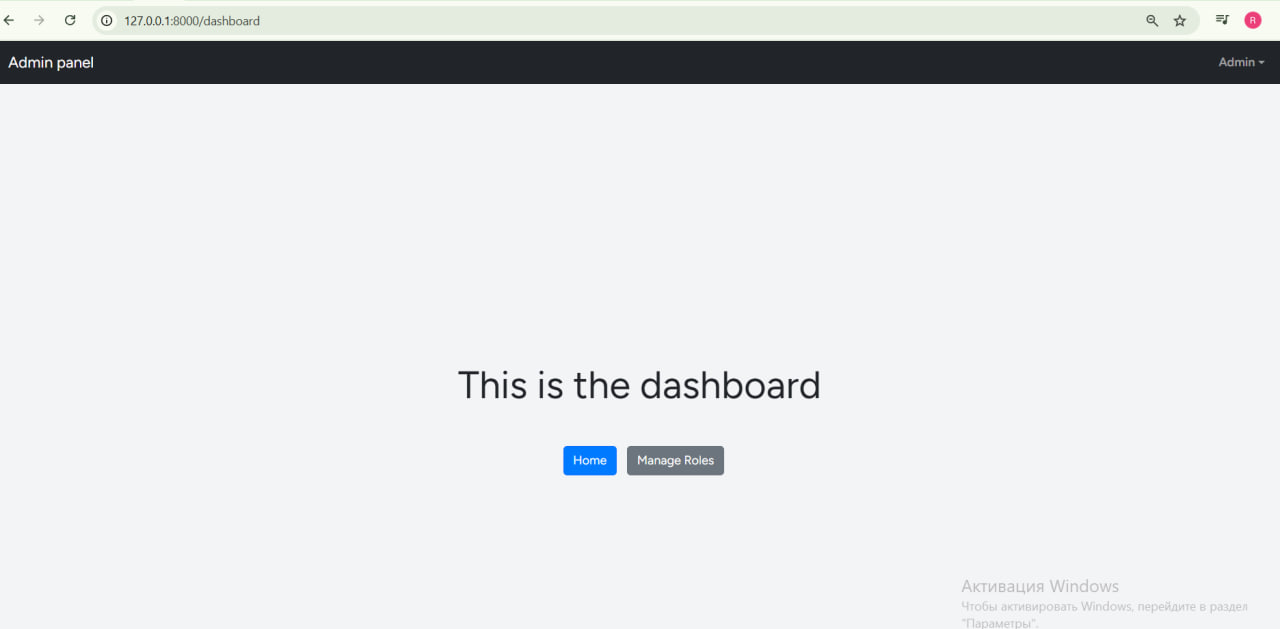 127.0.0.1:8000/dashboard
R
Admin panel
Admin
This is the dashboard
Home
Manage Roles
Активация Windows
Чтобы активировать Windows, перейдите в раздел
"Параметры".